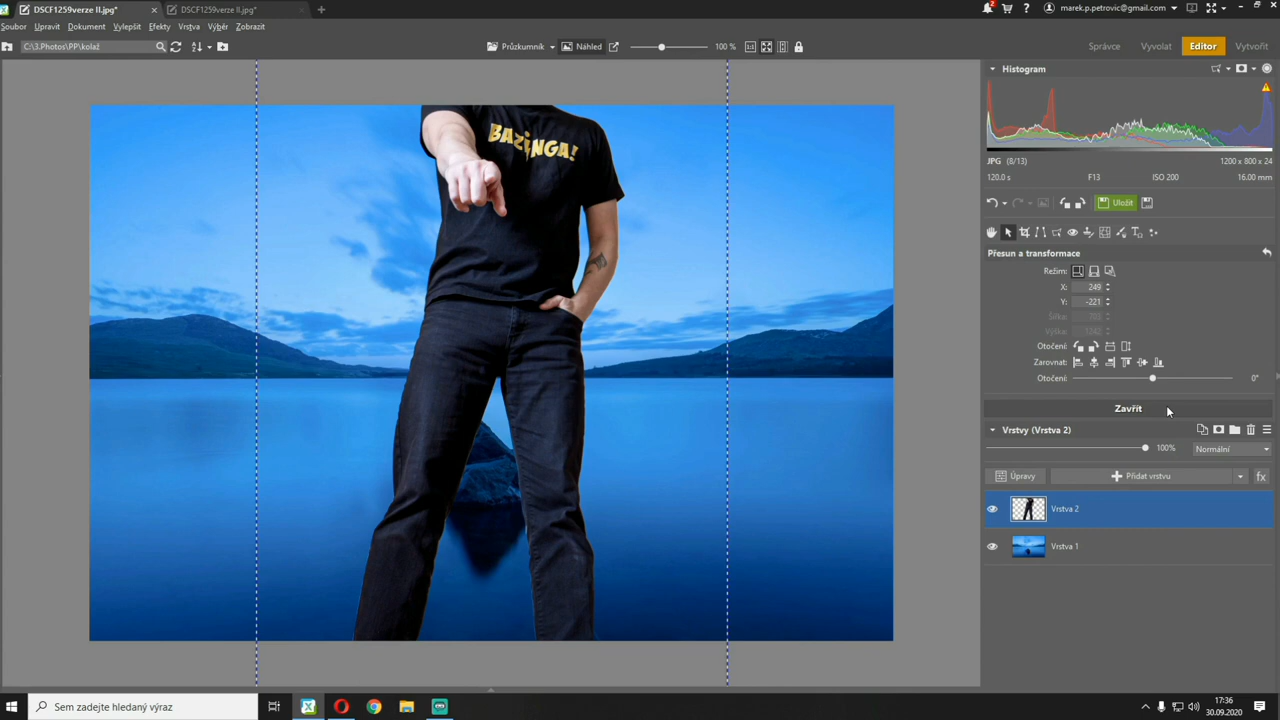 DSCF1259verze II.jpg*
DSCF1259verze II.jpg*
marek.p.petrovic@gmail.com
Soubor Upravit Dokument Vylepšit Efekty Vrstva Výběr Zobrazit
C:\3.Photos\PP\kolaž
Průzkumník
Náhled
100 %
Správce
Vyvolat
Editor
Vytvořit
Histogram
JPG (8/13)
1200 x 800 x 24
120.0 s
F13
ISO 200
16.00 mm
Uložit
Přesun a transformace
Režim:
X: 249
Y: -221
Šířka: 703
Výška: 1242
Otočení:
Zarovnat:
Otočení: 0°
Zavřít
Vrstvy (Vrstva 2)
100%
Normální
Úpravy
Přidat vrstvu
fx
Vrstva 2
Vrstva 1
BAZINGA!
Sem zadejte hledaný výraz
17:36
30.09.2020